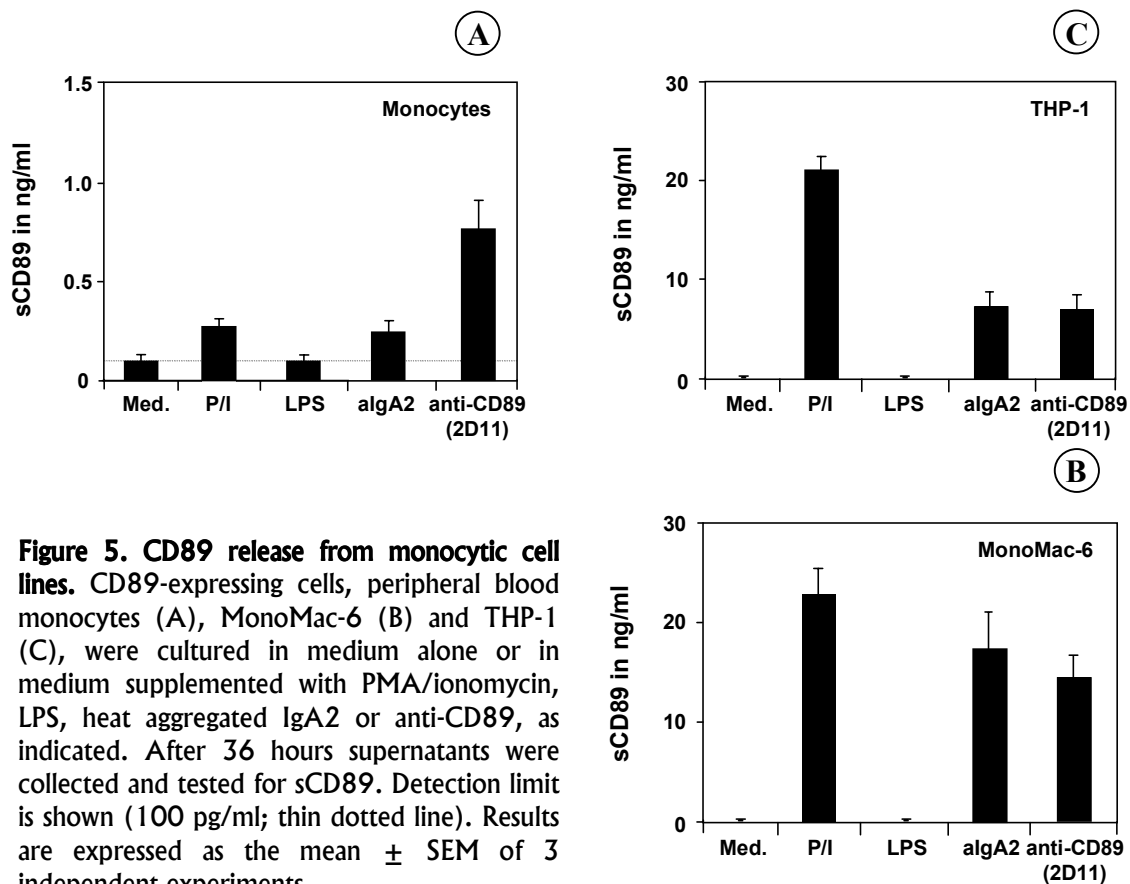 A
1.5
Monocytes
1.0
0.5
0
sCD89 in ng/ml
Med. P/I LPS aIgA2 anti-CD89
(2D11)
C
30
THP-1
20
10
0
sCD89 in ng/ml
Med. P/I LPS aIgA2 anti-CD89
(2D11)
B
30
MonoMac-6
20
10
0
sCD89 in ng/ml
Med. P/I LPS aIgA2 anti-CD89
(2D11)
Figure 5. CD89 release from monocytic cell
lines. CD89-expressing cells, peripheral blood
monocytes (A), MonoMac-6 (B) and THP-1
(C), were cultured in medium alone or in
medium supplemented with PMA/ionomycin,
LPS, heat aggregated IgA2 or anti-CD89, as
indicated. After 36 hours supernatants were
collected and tested for sCD89. Detection limit
is shown (100 pg/ml; thin dotted line). Results
are expressed as the mean ± SEM of 3
independent experiments